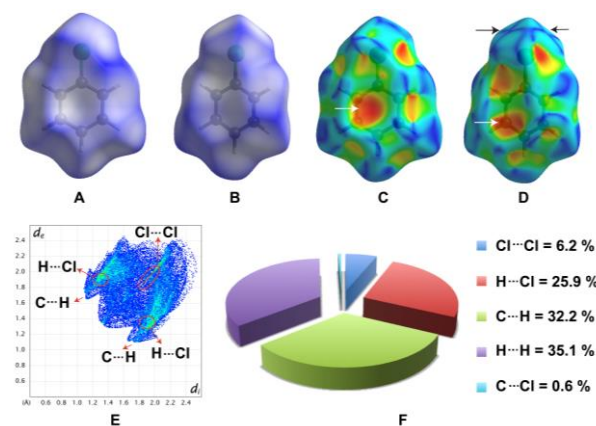 A
B
C
D
Cl···Cl
de
2.4
2.2
2.0
1.8
1.6
1.4
1.2
1.0
0.8
0.6
H···Cl
C···H
C···H
H···Cl
(Å) 0.6 0.8 1.0 1.2 1.4 1.6 1.8 2.0 2.2 2.4
di
E
F
Cl···Cl = 6.2 %
H···Cl = 25.9 %
C···H = 32.2 %
H···H = 35.1 %
C···Cl = 0.6 %